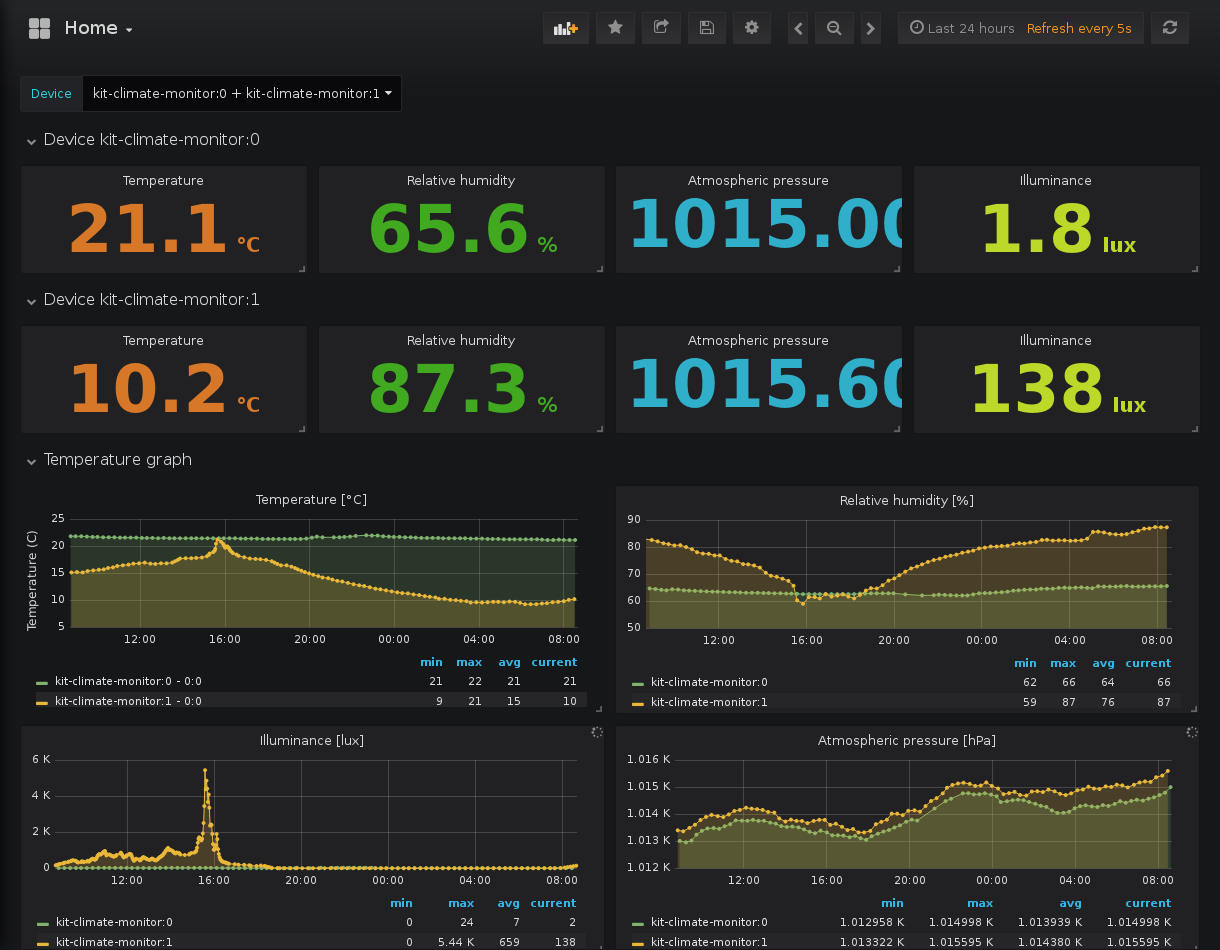 Home
Last 24 hours Refresh every 5s
Device kit-climate-monitor:0 + kit-climate-monitor:1
Device kit-climate-monitor:0
Temperature Relative humidity Atmospheric pressure Illuminance
21.1 °C 65.6 % 1015.00 1.8 lux
Device kit-climate-monitor:1
Temperature Relative humidity Atmospheric pressure Illuminance
10.2 °C 87.3 % 1015.60 138 lux
Temperature graph
Temperature [°C]
Temperature (C)
25
20
15
10
5
12:00 16:00 20:00 00:00 04:00 08:00
min max avg current
kit-climate-monitor:0 - 0:0 21 22 21 21
kit-climate-monitor:1 - 0:0 9 21 15 10
Relative humidity [%]
90
80
70
60
50
12:00 16:00 20:00 00:00 04:00 08:00
min max avg current
kit-climate-monitor:0 62 66 64 66
kit-climate-monitor:1 59 87 76 87
Illuminance [lux]
6 K
4 K
2 K
0
12:00 16:00 20:00 00:00 04:00 08:00
min max avg current
kit-climate-monitor:0 0 24 7 2
kit-climate-monitor:1 0 5.44 K 659 138
Atmospheric pressure [hPa]
1.016 K
1.015 K
1.014 K
1.013 K
1.012 K
12:00 16:00 20:00 00:00 04:00 08:00
min max avg current
kit-climate-monitor:0 1.012958 K 1.014998 K 1.013939 K 1.014998 K
kit-climate-monitor:1 1.013322 K 1.015595 K 1.014380 K 1.015595 K